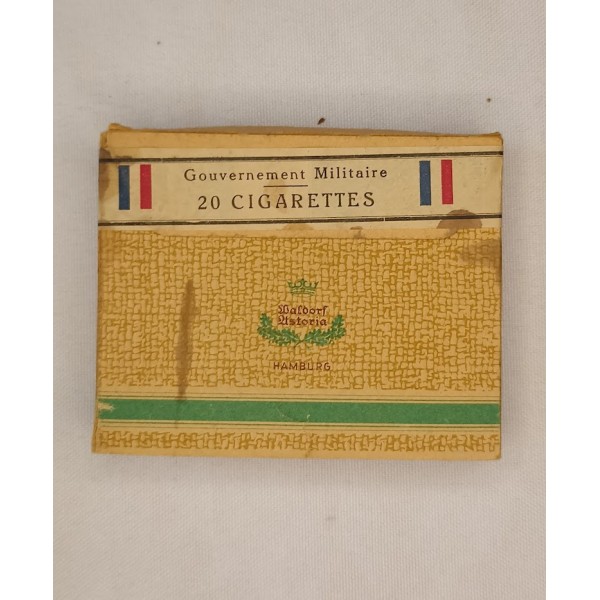 Gouvernement Militaire
20 CIGARETTES
Waldorf
Astoria
HAMBURG